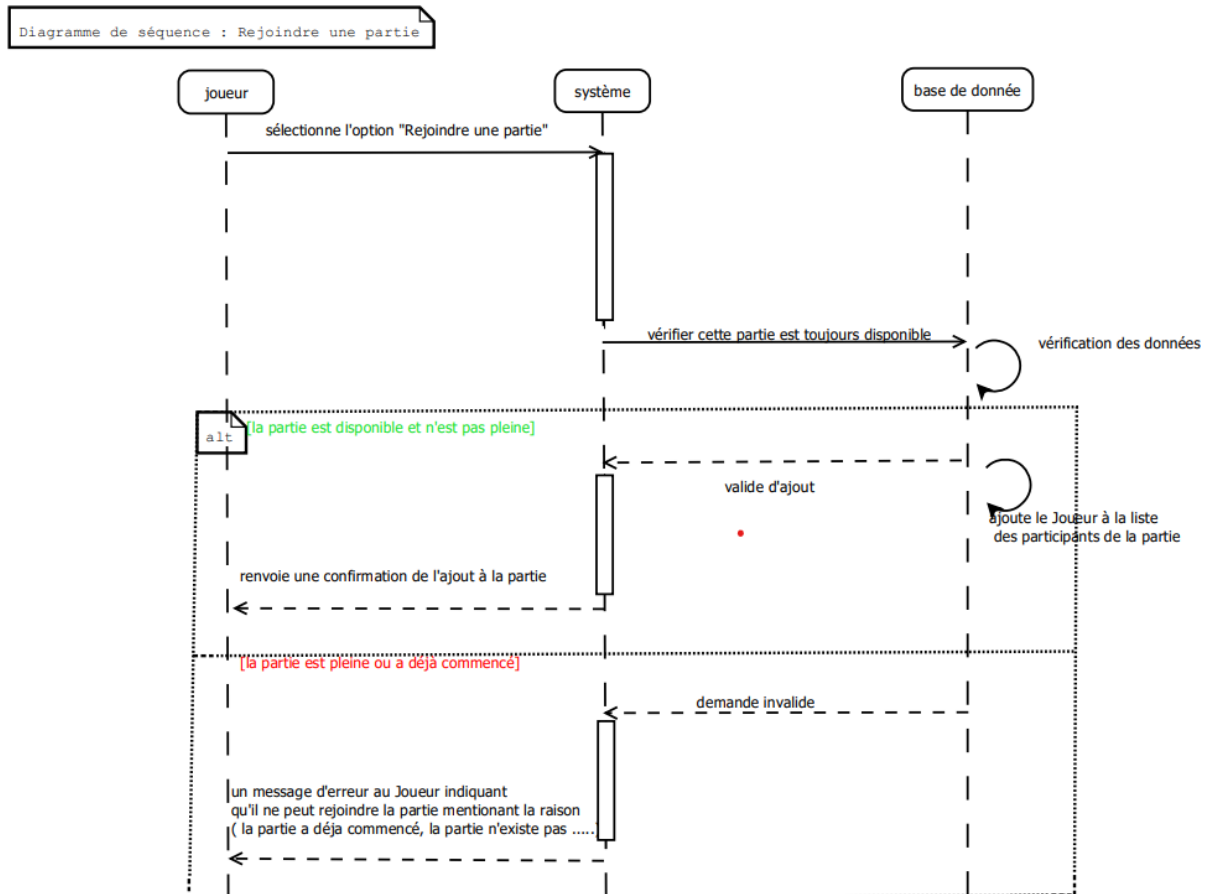 Diagramme de séquence : Rejoindre une partie
joueur
système
base de donnée
sélectionne l'option "Rejoindre une partie"
vérifier cette partie est toujours disponible
vérification des données
alt
[la partie est disponible et n'est pas pleine]
valide d'ajout
ajoute le Joueur à la liste
des participants de la partie
renvoie une confirmation de l'ajout à la partie
[la partie est pleine ou a déjà commencé]
demande invalide
un message d'erreur au Joueur indiquant
qu'il ne peut rejoindre la partie mentionant la raison
( la partie a déja commencé, la partie n'existe pas .....)